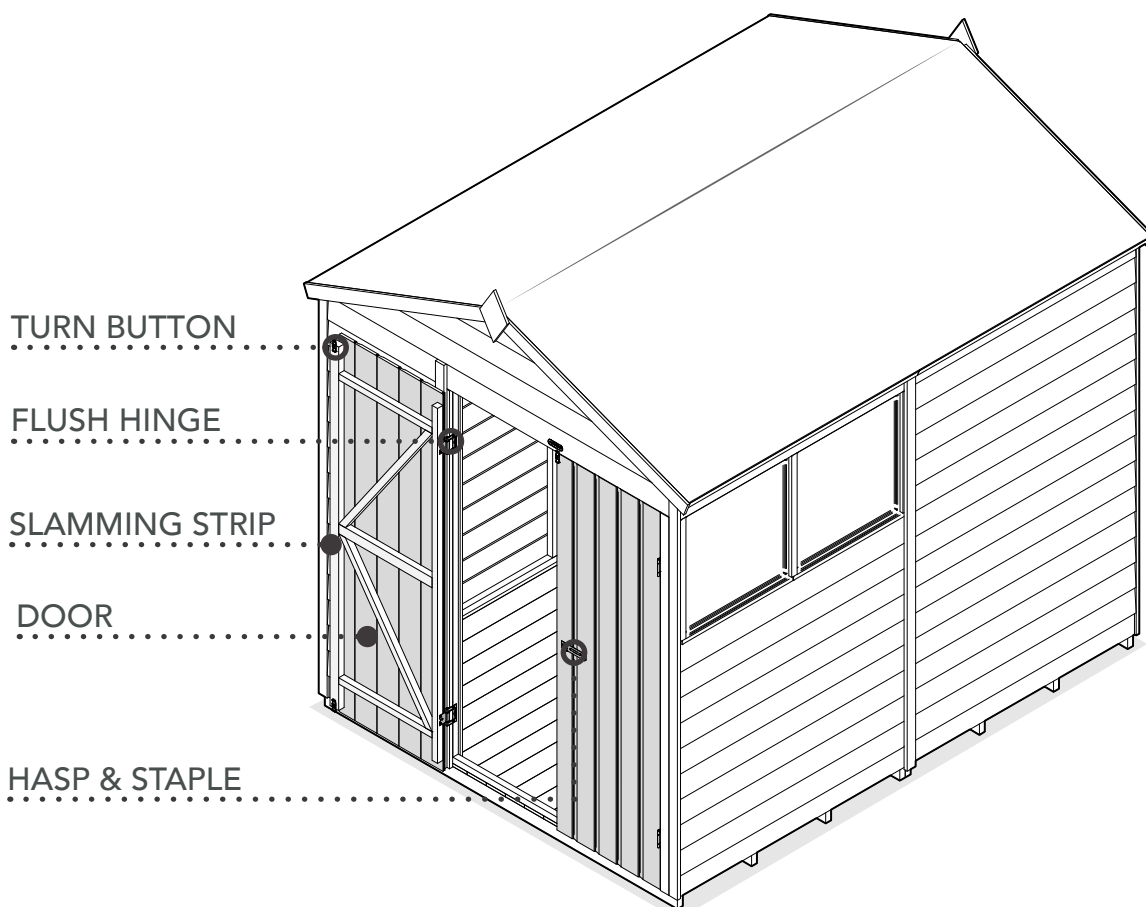 TURN BUTTON
FLUSH HINGE
SLAMMING STRIP
DOOR
HASP & STAPLE